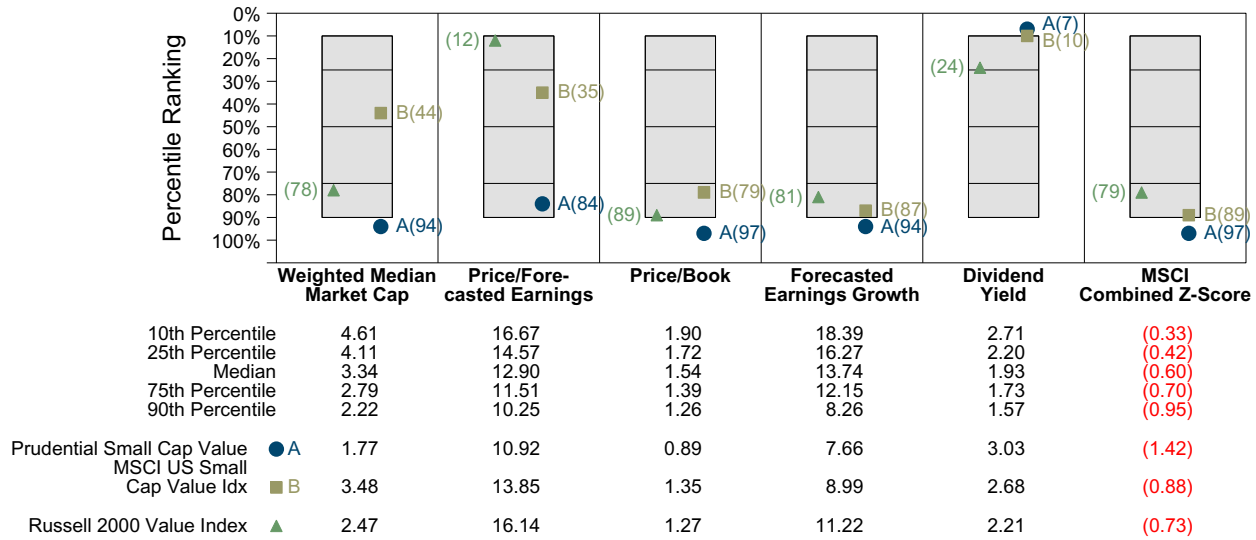 Percentile Ranking
0%
10%
20%
30%
40%
50%
60%
70%
80%
90%
100%
(78)
B(44)
A(94)
(12)
B(35)
A(84)
(89)
B(79)
A(97)
(81)
B(87)
A(94)
(24)
A(7)
B(10)
(79)
B(89)
A(97)
Weighted Median
Market Cap
Price/Fore-
casted Earnings
Price/Book
Forecasted
Earnings Growth
Dividend
Yield
MSCI
Combined Z-Score
10th Percentile 4.61 16.67 1.90 18.39 2.71 (0.33)
25th Percentile 4.11 14.57 1.72 16.27 2.20 (0.42)
Median 3.34 12.90 1.54 13.74 1.93 (0.60)
75th Percentile 2.79 11.51 1.39 12.15 1.73 (0.70)
90th Percentile 2.22 10.25 1.26 8.26 1.57 (0.95)
Prudential Small Cap Value A 1.77 10.92 0.89 7.66 3.03 (1.42)
MSCI US Small
Cap Value Idx B 3.48 13.85 1.35 8.99 2.68 (0.88)
Russell 2000 Value Index 2.47 16.14 1.27 11.22 2.21 (0.73)